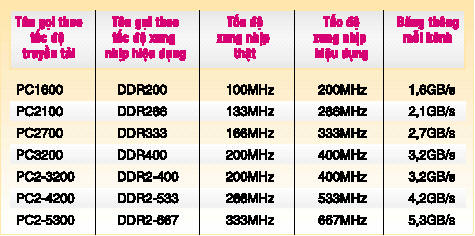 Tên gọi theo tốc độ truyền tải | Tên gọi theo tốc độ xung nhịp hiệu dụng | Tốc độ xung nhịp thật | Tốc độ xung nhịp hiệu dụng | Băng thông mỗi kênh
PC1600 DDR200 100MHz 200MHz 1,6GB/s
PC2100 DDR266 133MHz 266MHz 2,1GB/s
PC2700 DDR333 166MHz 333MHz 2,7GB/s
PC3200 DDR400 200MHz 400MHz 3,2GB/s
PC2-3200 DDR2-400 200MHz 400MHz 3,2GB/s
PC2-4200 DDR2-533 266MHz 533MHz 4,2GB/s
PC2-5300 DDR2-667 333MHz 667MHz 5,3GB/s